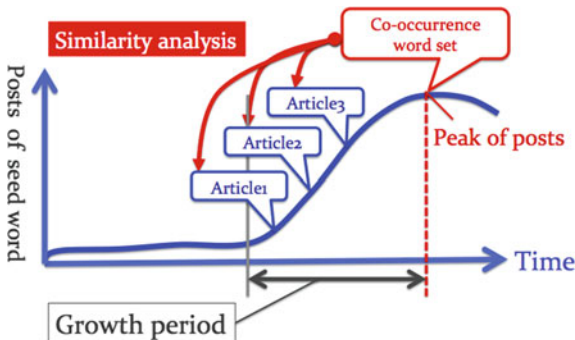 Similarity analysis
Co-occurrence
word set
Posts of
seed word
Article3
Article2
Article1
Peak of posts
Time
Growth period